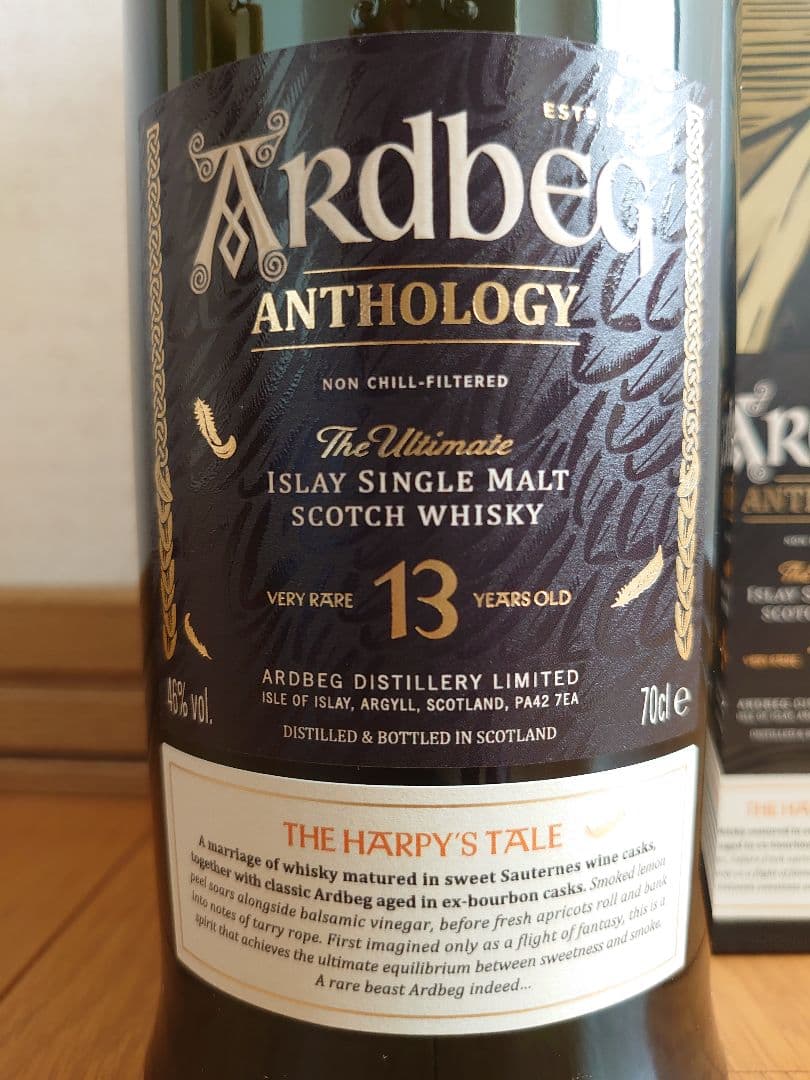 ESTD
ARdbEG
ANTHOLOGY
NON CHILL-FILTERED
The Ultimate
ISLAY SINGLE MALT
SCOTCH WHISKY
VERY RARE 13 YEARS OLD
ARDBEG DISTILLERY LIMITED
ISLE OF ISLAY, ARGYLL, SCOTLAND, PA42 7EA
46% vol. 70cl e
DISTILLED & BOTTLED IN SCOTLAND
THE HARPY'S TALE
A marriage of whisky matured in sweet Sauternes wine casks,
together with classic Ardbeg aged in ex-bourbon casks. Smoked lemon
peel soars alongside balsamic vinegar, before fresh apricots roll and bank
into notes of tarry rope. First imagined only as a flight of fantasy, this is a
spirit that achieves the ultimate equilibrium between sweetness and smoke.
A rare beast Ardbeg indeed...